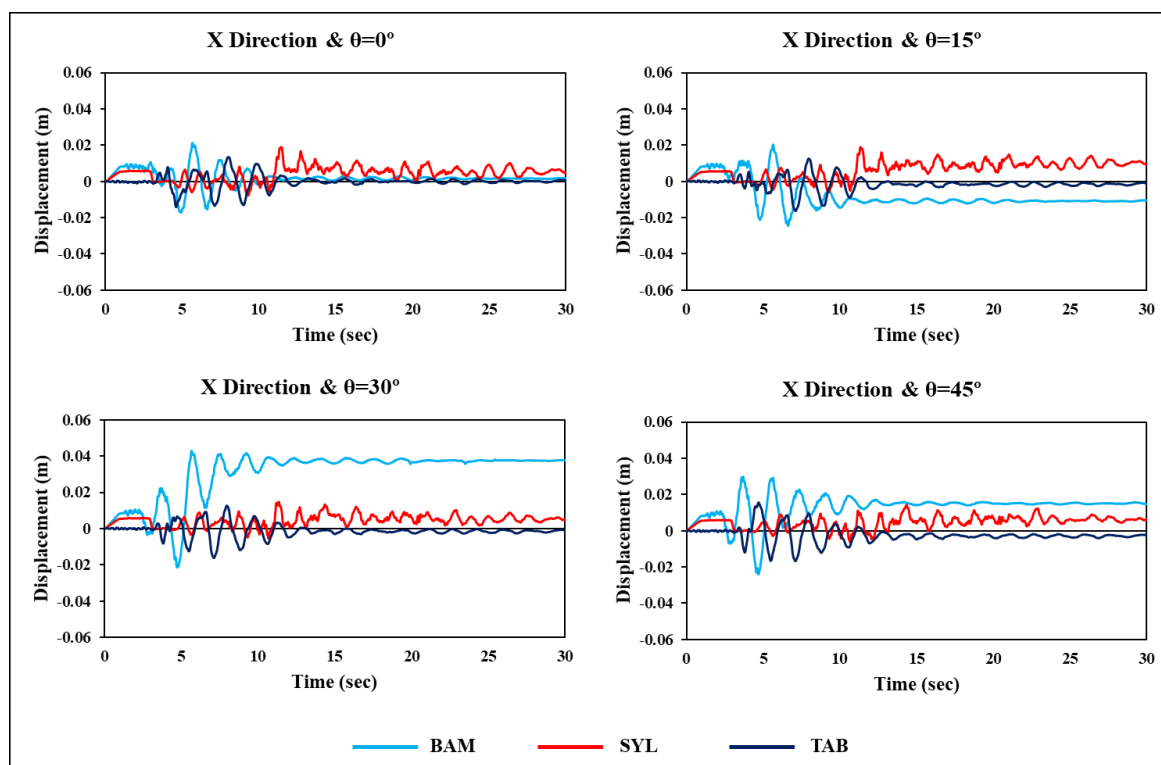 X Direction & θ=0º
Displacement (m)
0.06
0.04
0.02
0
-0.02
-0.04
-0.06
0 5 10 15 20 25 30
Time (sec)
X Direction & θ=15º
Displacement (m)
0.06
0.04
0.02
0
-0.02
-0.04
-0.06
0 5 10 15 20 25 30
Time (sec)
X Direction & θ=30º
Displacement (m)
0.06
0.04
0.02
0
-0.02
-0.04
-0.06
0 5 10 15 20 25 30
Time (sec)
X Direction & θ=45º
Displacement (m)
0.06
0.04
0.02
0
-0.02
-0.04
-0.06
0 5 10 15 20 25 30
Time (sec)
BAM SYL TAB